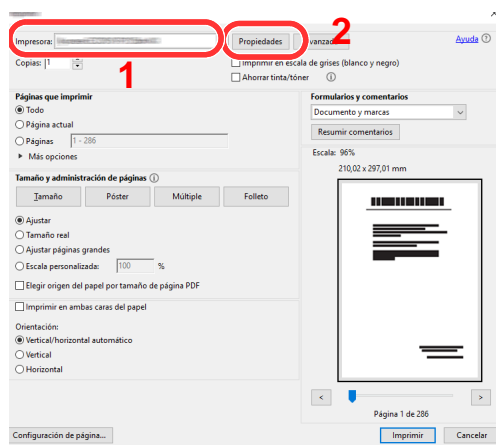 Impresora:
Propiedades
Avanzado
2
Ayuda
Copias: 1
1
Imprimir en escala de grises (blanco y negro)
Ahorrar tinta/tóner
Páginas que imprimir
Todo
Página actual
Páginas 1 - 286
Más opciones
Tamaño y administración de páginas
Tamaño Póster Múltiple Folleto
Ajustar
Tamaño real
Ajustar páginas grandes
Escala personalizada: 100 %
Elegir origen del papel por tamaño de página PDF
Imprimir en ambas caras del papel
Orientación:
Vertical/horizontal automático
Vertical
Horizontal
Formularios y comentarios
Documento y marcas
Resumir comentarios
Escala: 96%
210,02 x 297,01 mm
< >
Página 1 de 286
Configuración de página...
Imprimir Cancelar